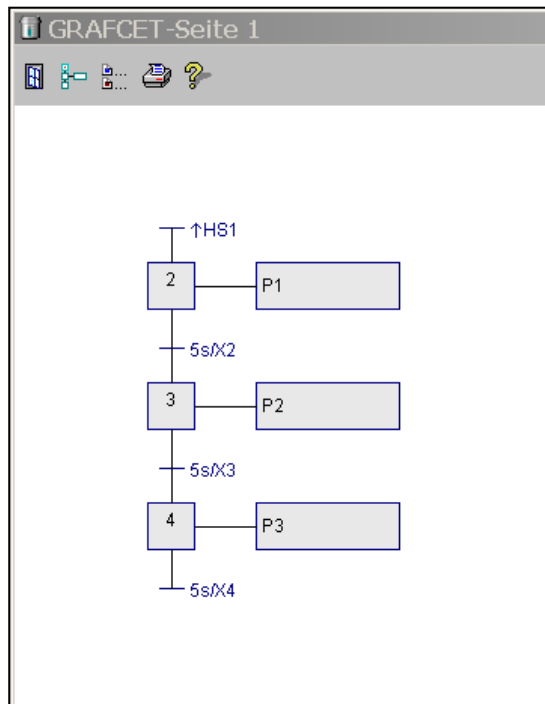 GRAFCET-Seite 1
↑HS1
2 P1
5s/X2
3 P2
5s/X3
4 P3
5s/X4